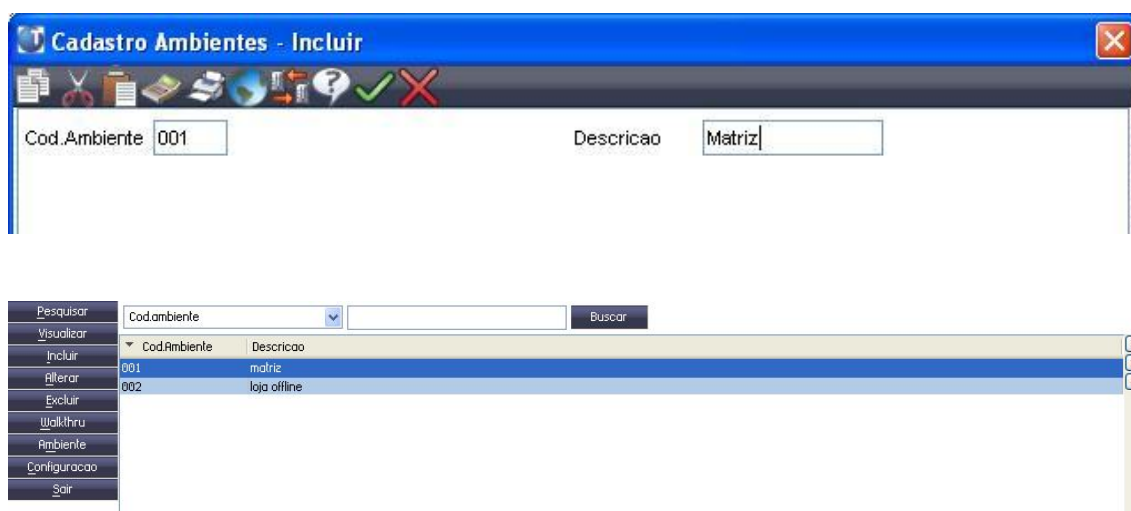 Cadastro Ambientes - Incluir
Cod.Ambiente 001 Descricao Matriz
Pesquisar Cod.ambiente Buscar
Visualizar
Cod.Ambiente Descricao
Incluir
001 matriz
Alterar
002 loja offline
Excluir
Walkthru
Ambiente
Configuracao
Sair